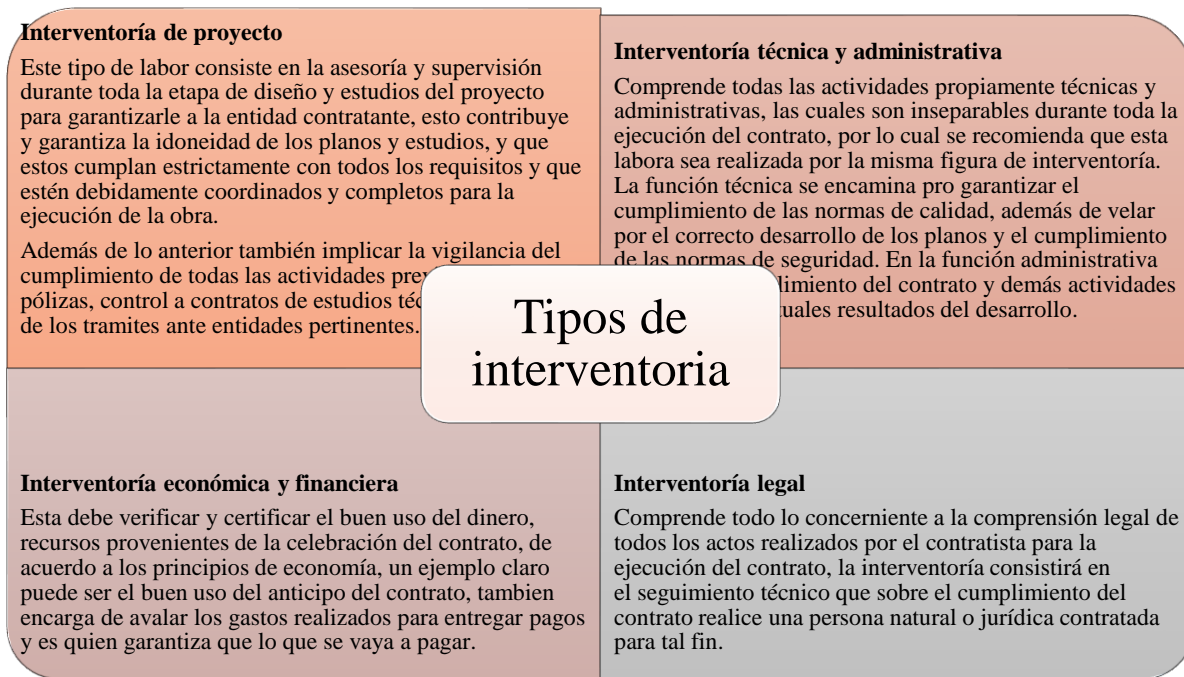 Interventoría de proyecto
Este tipo de labor consiste en la asesoría y supervisión
durante toda la etapa de diseño y estudios del proyecto
para garantizarle a la entidad contratante, esto contribuye
y garantiza la idoneidad de los planos y estudios, y que
estos cumplan estrictamente con todos los requisitos y que
estén debidamente coordinados y completos para la
ejecución de la obra.
Además de lo anterior también implicar la vigilancia del
cumplimiento de todas las actividades
pólizas, control a contratos de estudios
de los tramites ante entidades pertinentes.
Interventoría técnica y administrativa
Comprende todas las actividades propiamente técnicas y
administrativas, las cuales son inseparables durante toda la
ejecución del contrato, por lo cual se recomienda que esta
labora sea realizada por la misma figura de interventoría.
La función técnica se encamina pro garantizar el
cumplimiento de las normas de calidad, además de velar
por el correcto desarrollo de los planos y el cumplimiento
de las normas de seguridad. En la función administrativa
del contrato y demás actividades
resultados del desarrollo.
Tipos de
interventoria
Interventoría económica y financiera
Esta debe verificar y certificar el buen uso del dinero,
recursos provenientes de la celebración del contrato, de
acuerdo a los principios de economía, un ejemplo claro
puede ser el buen uso del anticipo del contrato, tambien
encarga de avalar los gastos realizados para entregar pagos
y es quien garantiza que lo que se vaya a pagar.
Interventoría legal
Comprende todo lo concerniente a la comprensión legal de
todos los actos realizados por el contratista para la
ejecución del contrato, la interventoría consistirá en
el seguimiento técnico que sobre el cumplimiento del
contrato realice una persona natural o jurídica contratada
para tal fin.